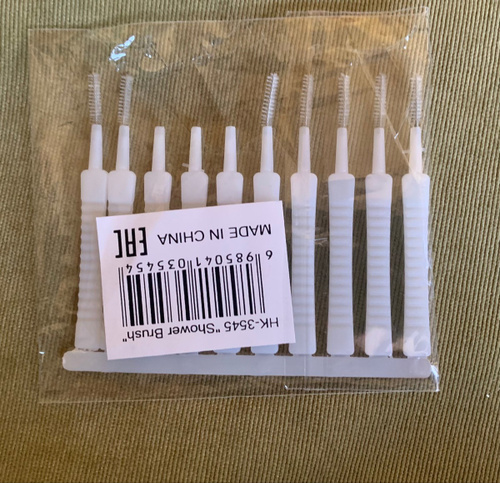 HK-3545 "Shower Brush"
6 985041 035454
MADE IN CHINA EAC